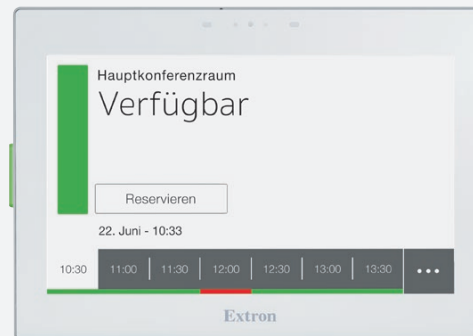 Hauptkonferenzraum
Verfügbar
Reservieren
22. Juni - 10:33
10:30 11:00 11:30 12:00 12:30 13:00 13:30 •••
Extron